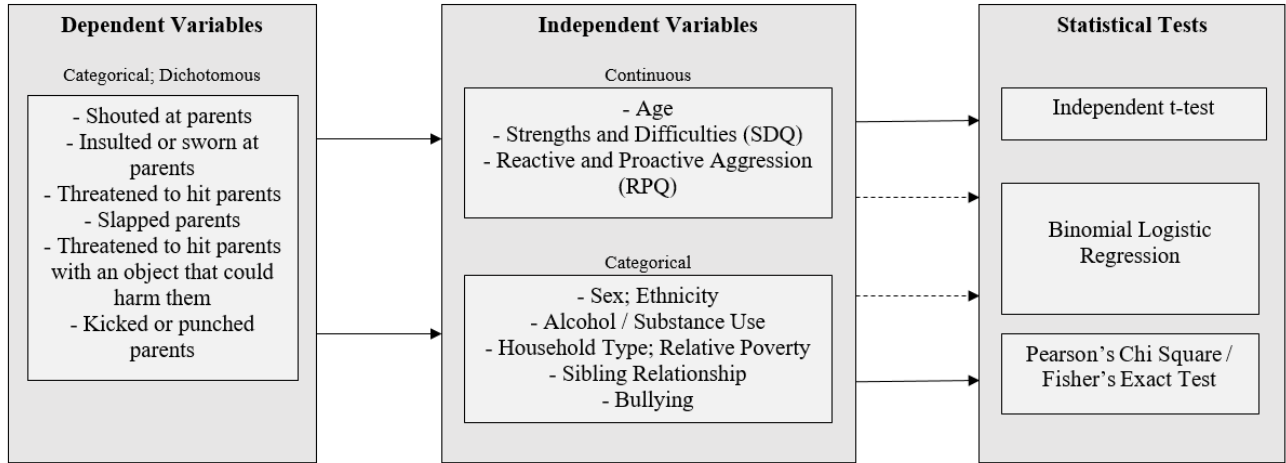 Dependent Variables
Categorical; Dichotomous
- Shouted at parents
- Insulted or sworn at
parents
- Threatened to hit parents
- Slapped parents
- Threatened to hit parents
with an object that could
harm them
- Kicked or punched
parents
Independent Variables
Continuous
- Age
- Strengths and Difficulties (SDQ)
- Reactive and Proactive Aggression
(RPQ)
Categorical
- Sex; Ethnicity
- Alcohol / Substance Use
- Household Type; Relative Poverty
- Sibling Relationship
- Bullying
Statistical Tests
Independent t-test
Binomial Logistic
Regression
Pearson’s Chi Square /
Fisher’s Exact Test